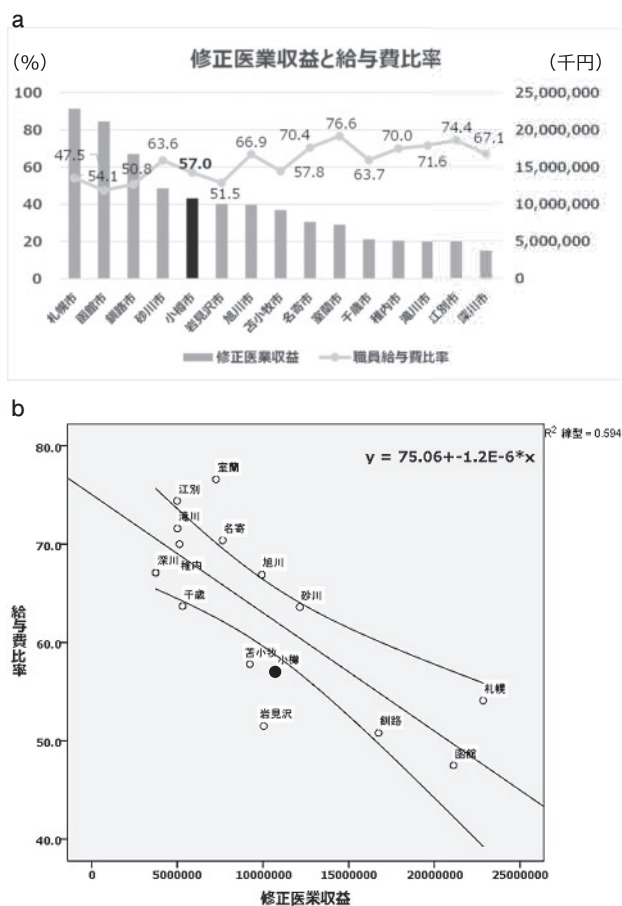 a
修正医業収益と給与費比率
(%)
(千円)
100
80
60
40
20
0
25,000,000
20,000,000
15,000,000
10,000,000
5,000,000
0
47.5
54.1
50.8
63.6
57.0
51.5
66.9
70.4
57.8
76.6
63.7
70.0
71.6
74.4
67.1
札幌市
函館市
釧路市
砂川市
小樽市
岩見沢市
旭川市
苫小牧市
名寄市
室蘭市
千歳市
稚内市
滝川市
江別市
深川市
修正医業収益
職員給与費比率
b
R² 線型 = 0.594
y = 75.06+-1.2E-6*x
給与費比率
80.0
70.0
60.0
50.0
40.0
室蘭
江別
滝川
名寄
深川
稚内
旭川
千歳
砂川
苫小牧
小樽
岩見沢
札幌
釧路
函館
0
5000000
10000000
15000000
20000000
25000000
修正医業収益